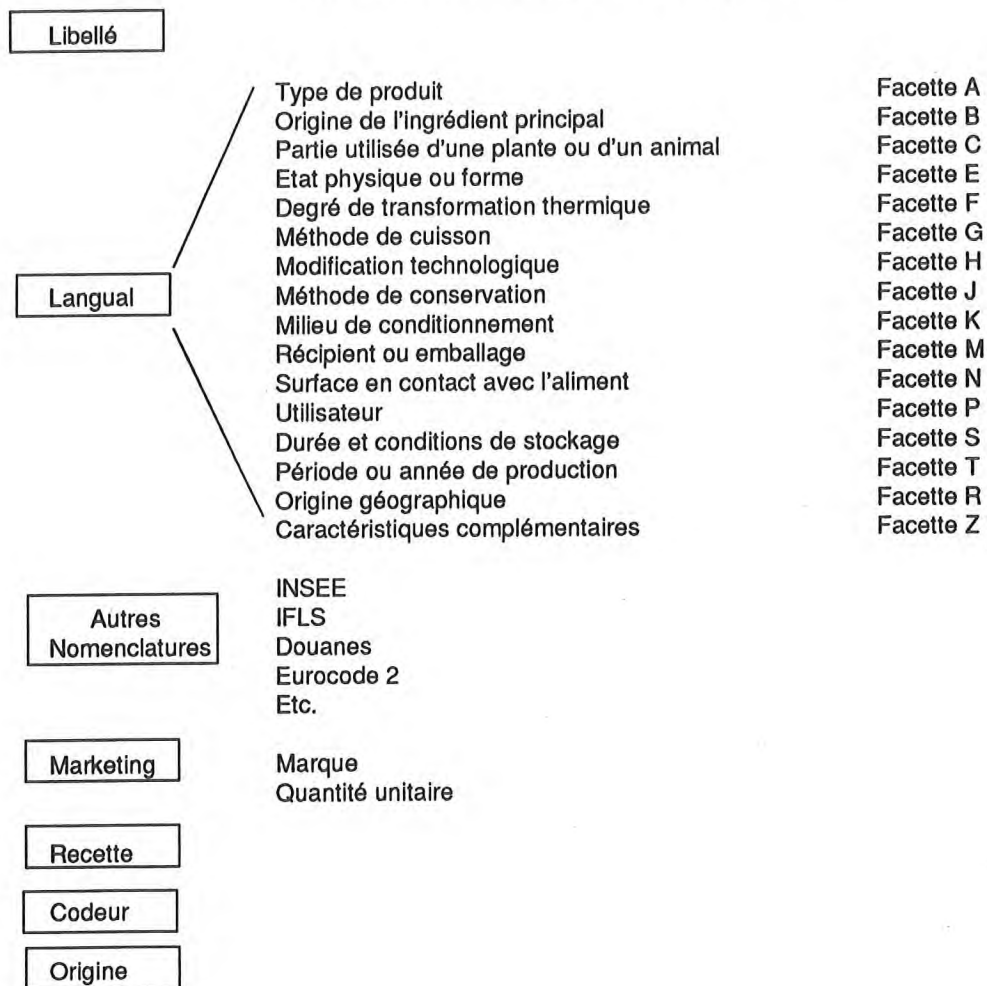 Libellé
Type de produit Facette A
Origine de l'ingrédient principal Facette B
Partie utilisée d'une plante ou d'un animal Facette C
Etat physique ou forme Facette E
Degré de transformation thermique Facette F
Méthode de cuisson Facette G
Modification technologique Facette H
Langual Méthode de conservation Facette J
Milieu de conditionnement Facette K
Récipient ou emballage Facette M
Surface en contact avec l'aliment Facette N
Utilisateur Facette P
Durée et conditions de stockage Facette S
Période ou année de production Facette T
Origine géographique Facette R
Caractéristiques complémentaires Facette Z
Autres Nomenclatures
INSEE
IFLS
Douanes
Eurocode 2
Etc.
Marketing Marque
Quantité unitaire
Recette
Codeur
Origine